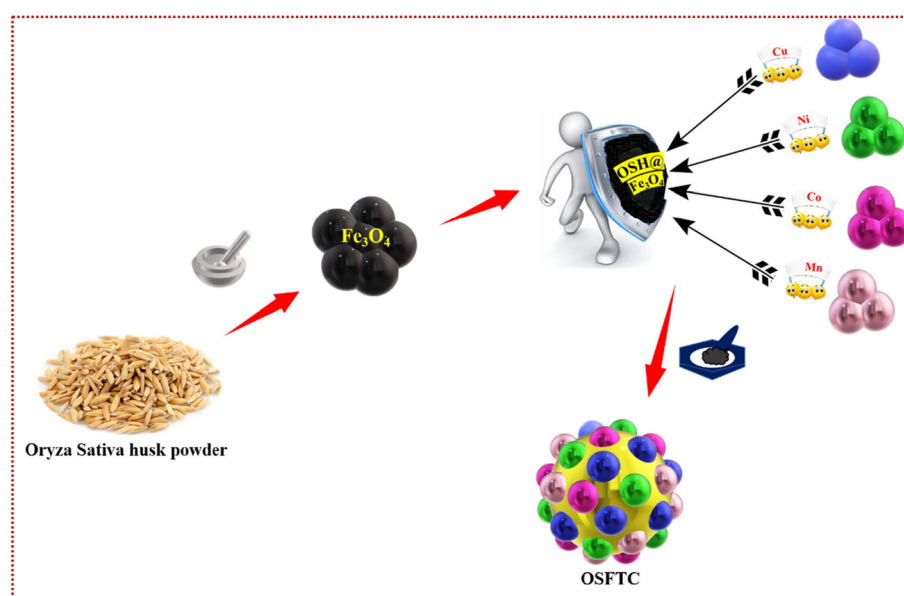 Cu
Ni
Co
Mn
OSH@
Fe₃O₄
Fe₃O₄
Oryza Sativa husk powder
OSFTC